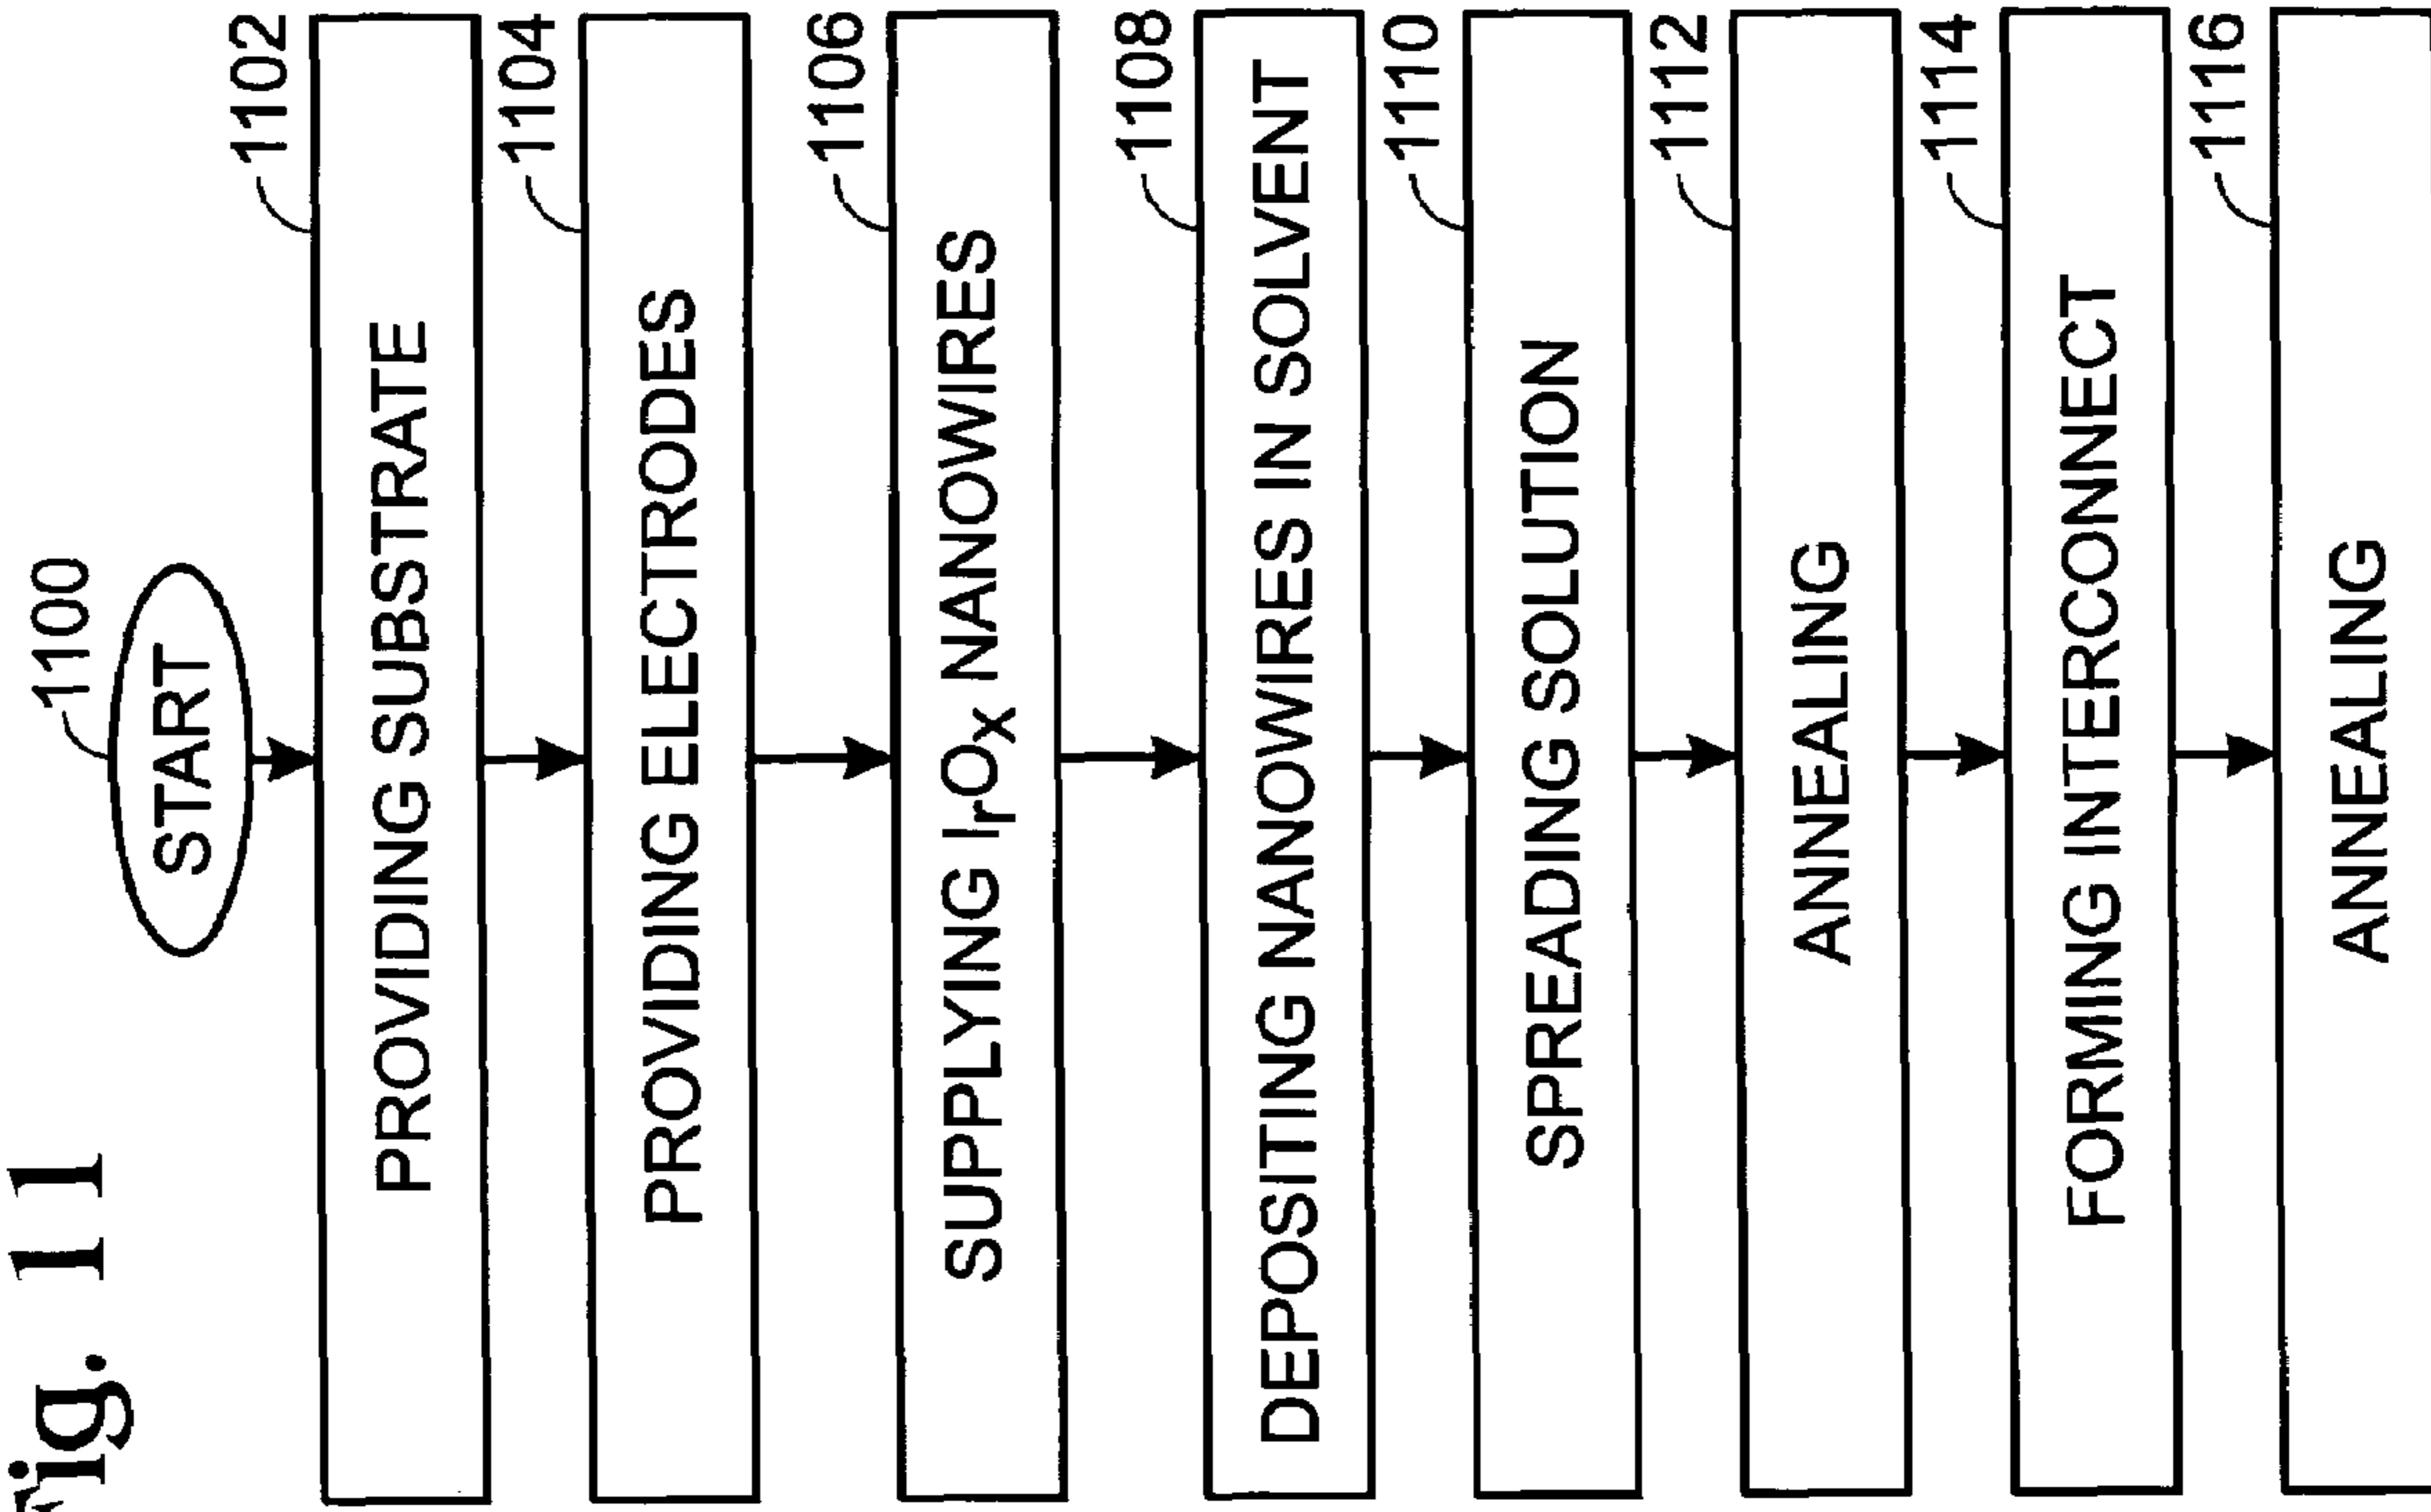 Fig. 11
1100
START
1102
PROVIDING SUBSTRATE
1104
PROVIDING ELECTRODES
1106
SUPPLYING IrOX NANOWIRES
1108
DEPOSITING NANOWIRES IN SOLVENT
1110
SPREADING SOLUTION
1112
ANNEALING
1114
FORMING INTERCONNECT
1116
ANNEALING